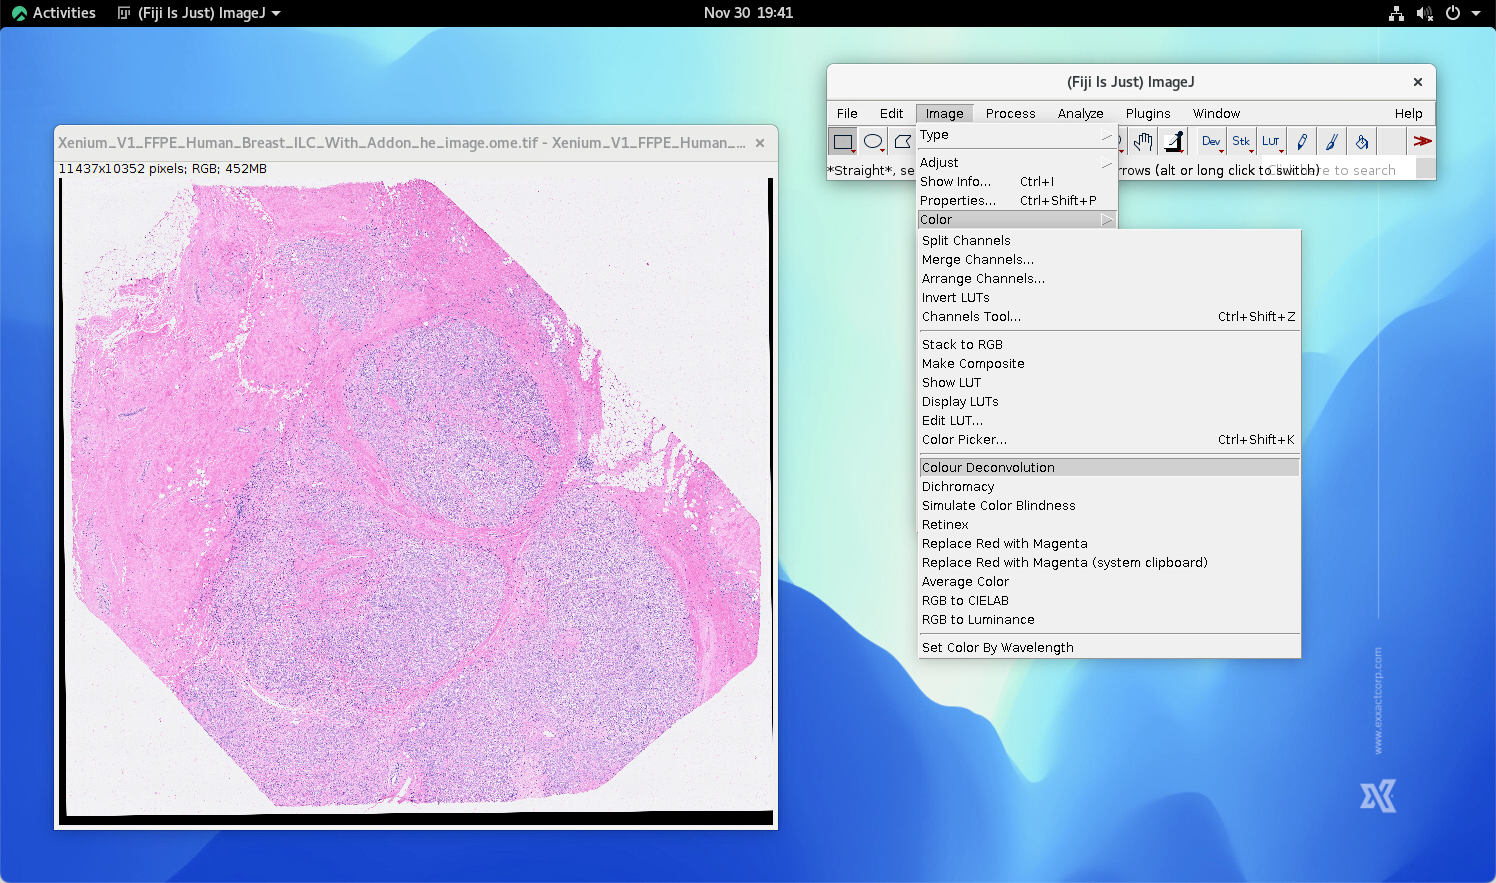 Activities
(Fiji Is Just) ImageJ
Nov 30 19:41
(Fiji Is Just) ImageJ
File Edit Image Process Analyze Plugins Window Help
Dev Stk LUT
*Straight*, se
rrows (alt or long click to switch)
re to search
Type
Adjust
Show Info... Ctrl+I
Properties... Ctrl+Shift+P
Color
Split Channels
Merge Channels...
Arrange Channels...
Invert LUTs
Channels Tool... Ctrl+Shift+Z
Stack to RGB
Make Composite
Show LUT
Display LUTs
Edit LUT...
Color Picker... Ctrl+Shift+K
Colour Deconvolution
Dichromacy
Simulate Color Blindness
Retinex
Replace Red with Magenta
Replace Red with Magenta (system clipboard)
Average Color
RGB to CIELAB
RGB to Luminance
Set Color By Wavelength
Xenium_V1_FFPE_Human_Breast_ILC_With_Addon_he_image.ome.tif - Xenium_V1_FFPE_Human_...
11437x10352 pixels; RGB; 452MB
www.exxactcorp.com